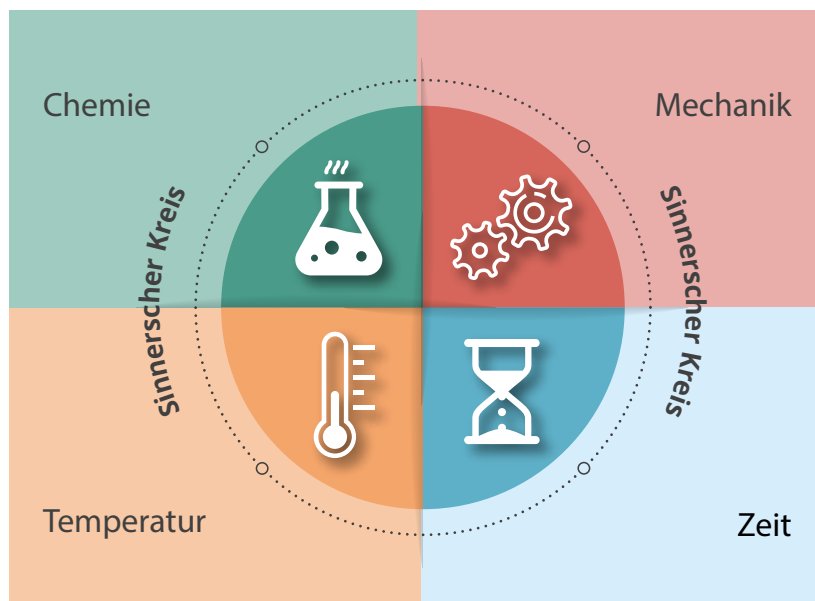 Chemie
Mechanik
Sinnerscher Kreis
Sinnerscher Kreis
Temperatur
Zeit